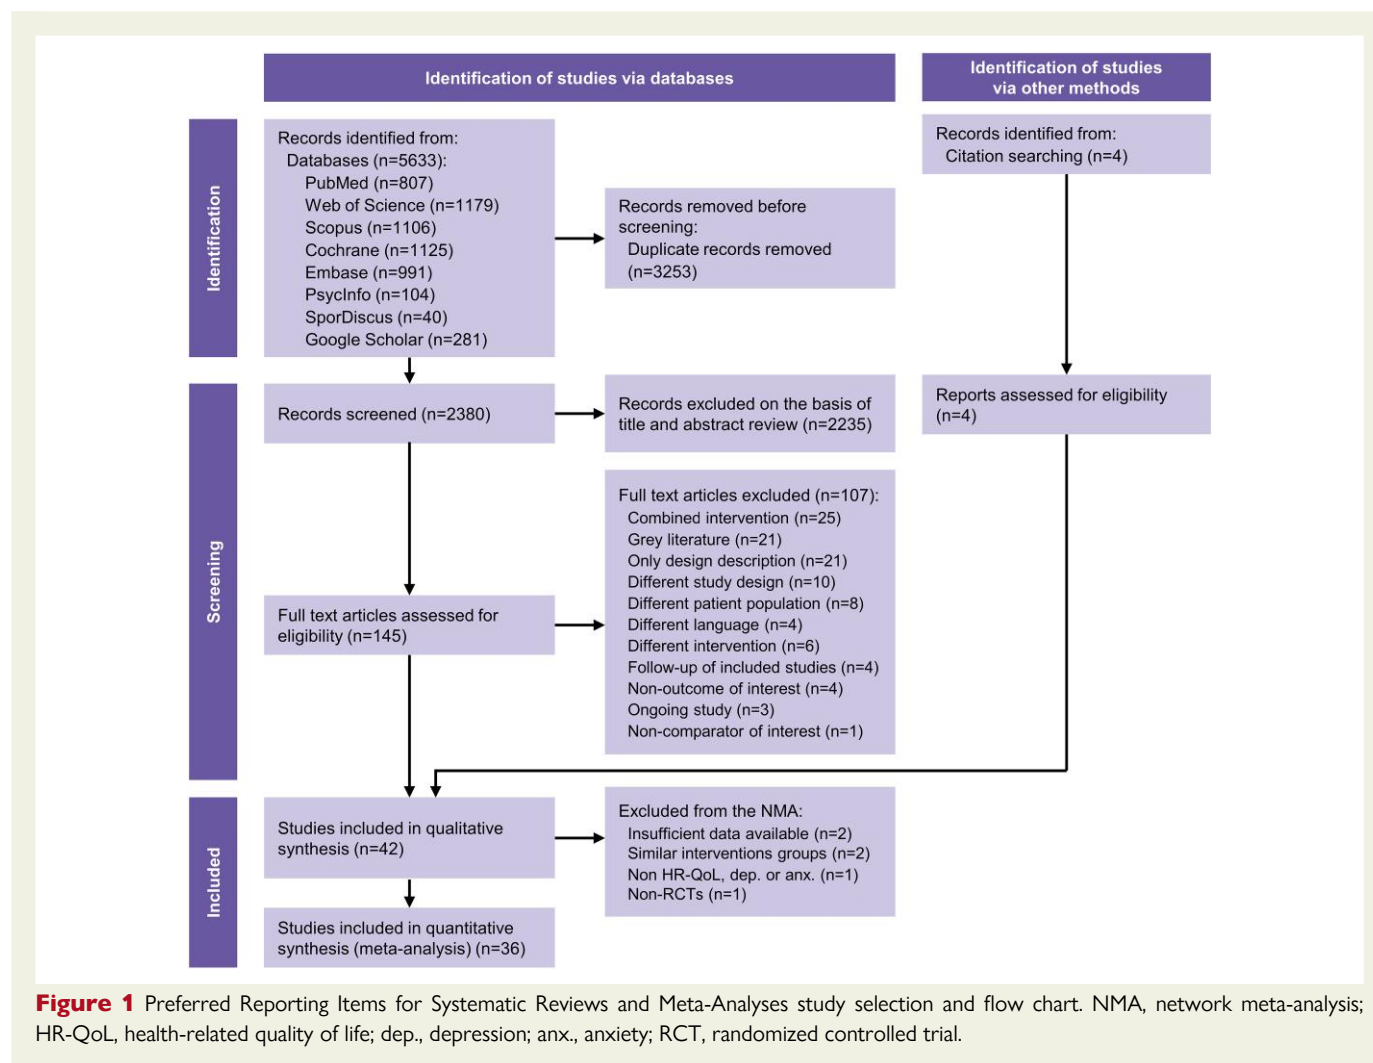 Identification of studies via databases
Identification of studies
via other methods
Identification
Records identified from:
Databases (n=5633):
PubMed (n=807)
Web of Science (n=1179)
Scopus (n=1106)
Cochrane (n=1125)
Embase (n=991)
PsycInfo (n=104)
SporDiscus (n=40)
Google Scholar (n=281)
Records removed before
screening:
Duplicate records removed
(n=3253)
Records identified from:
Citation searching (n=4)
Screening
Records screened (n=2380)
Records excluded on the basis of
title and abstract review (n=2235)
Reports assessed for eligibility
(n=4)
Full text articles assessed for
eligibility (n=145)
Full text articles excluded (n=107):
Combined intervention (n=25)
Grey literature (n=21)
Only design description (n=21)
Different study design (n=10)
Different patient population (n=8)
Different language (n=4)
Different intervention (n=6)
Follow-up of included studies (n=4)
Non-outcome of interest (n=4)
Ongoing study (n=3)
Non-comparator of interest (n=1)
Included
Studies included in qualitative
synthesis (n=42)
Excluded from the NMA:
Insufficient data available (n=2)
Similar interventions groups (n=2)
Non HR-QoL, dep. or anx. (n=1)
Non-RCTs (n=1)
Studies included in quantitative
synthesis (meta-analysis) (n=36)
Figure 1 Preferred Reporting Items for Systematic Reviews and Meta-Analyses study selection and flow chart. NMA, network meta-analysis;
HR-QoL, health-related quality of life; dep., depression; anx., anxiety; RCT, randomized controlled trial.